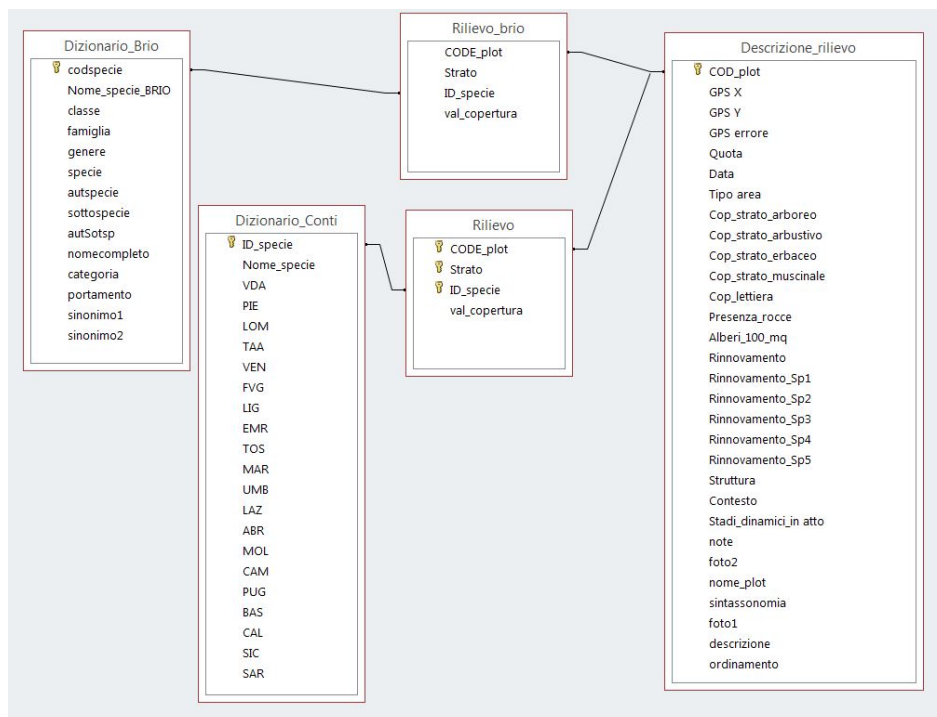 Dizionario_Brio
codspecie
Nome_specie_BRIO
classe
famiglia
genere
specie
autspecie
sottospecie
autSotsp
nomecompleto
categoria
portamento
sinonimo1
sinonimo2
Rilievo_brio
CODE_plot
Strato
ID_specie
val_copertura
Dizionario_Conti
ID_specie
Nome_specie
VDA
PIE
LOM
TAA
VEN
FVG
LIG
EMR
TOS
MAR
UMB
LAZ
ABR
MOL
CAM
PUG
BAS
CAL
SIC
SAR
Rilievo
CODE_plot
Strato
ID_specie
val_copertura
Descrizione_rilievo
COD_plot
GPS X
GPS Y
GPS errore
Quota
Data
Tipo area
Cop_strato_arboreo
Cop_strato_arbustivo
Cop_strato_erbaceo
Cop_strato_muscinale
Cop_lettiera
Presenza_rocce
Alberi_100_mq
Rinnovamento
Rinnovamento_Sp1
Rinnovamento_Sp2
Rinnovamento_Sp3
Rinnovamento_Sp4
Rinnovamento_Sp5
Struttura
Contesto
Stadi_dinamici_in atto
note
foto2
nome_plot
sintassonomia
foto1
descrizione
ordinamento